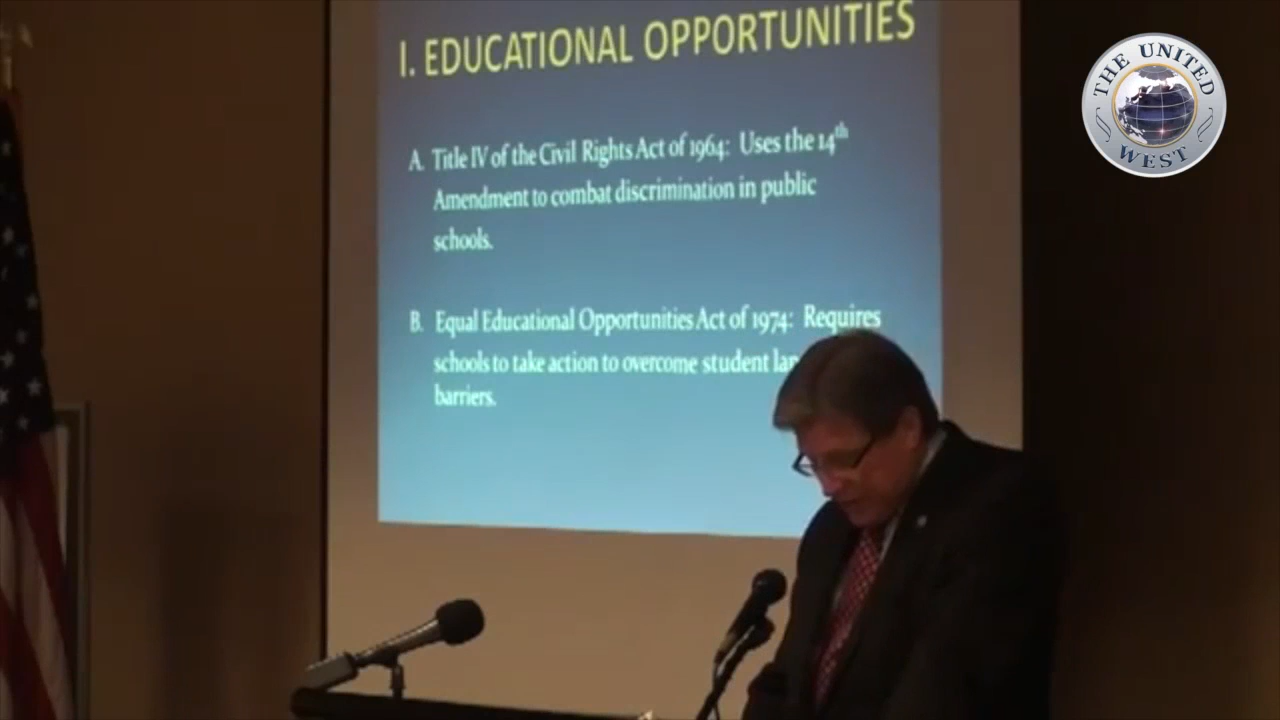 I. EDUCATIONAL OPPORTUNITIES
A. Title IV of the Civil Rights Act of 1964: Uses the 14th
Amendment to combat discrimination in public
schools.
B. Equal Educational Opportunities Act of 1974: Requires
schools to take action to overcome student
barriers.
THE UNITED
WEST